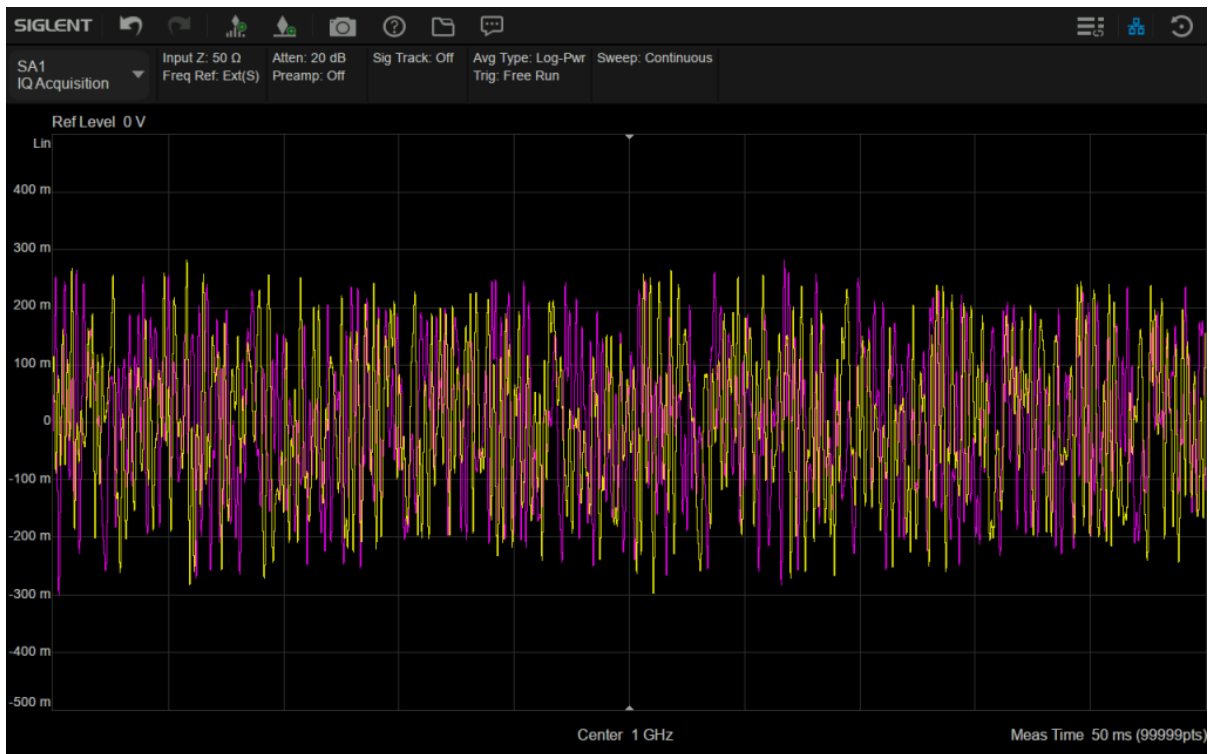 SIGLENT
SA1
IQ Acquisition
Input Z: 50 Ω
Freq Ref: Ext(S)
Atten: 20 dB
Preamp: Off
Sig Track: Off
Avg Type: Log-Pwr
Trig: Free Run
Sweep: Continuous
Ref Level 0 V
Lin
400 m
300 m
200 m
100 m
0
-100 m
-200 m
-300 m
-400 m
-500 m
Center 1 GHz
Meas Time 50 ms (99999pts)